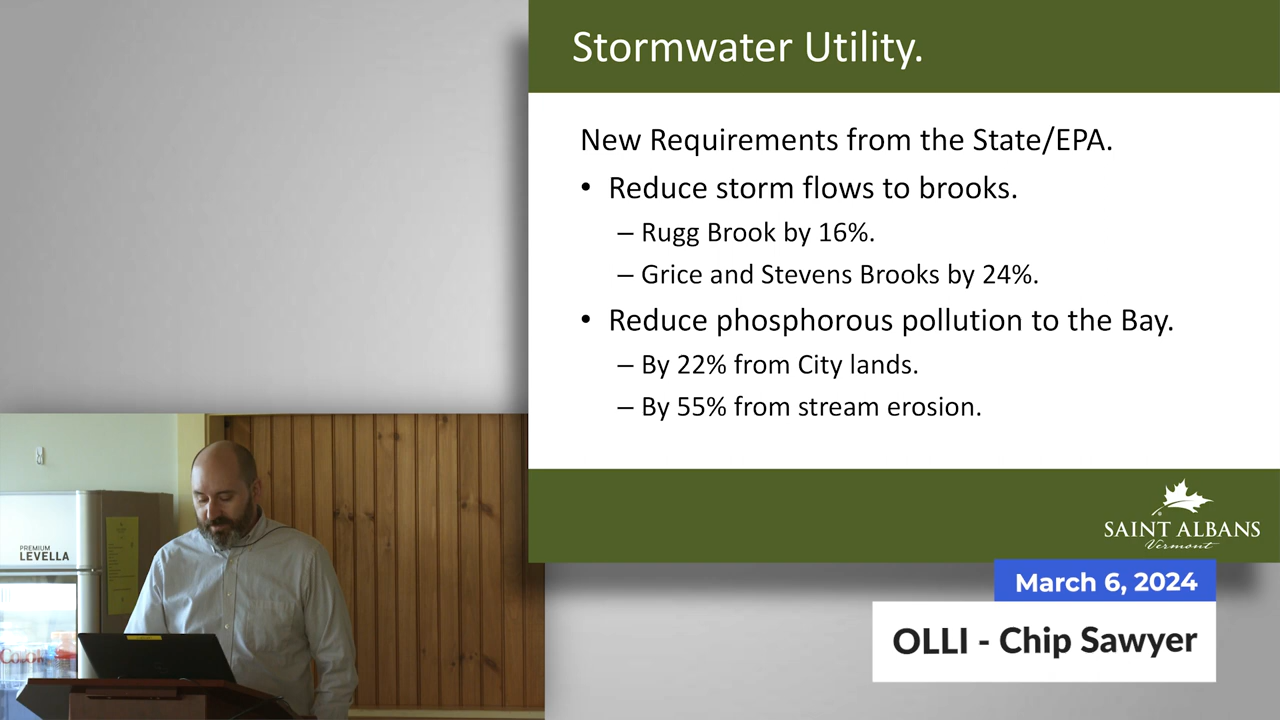 Stormwater Utility.
New Requirements from the State/EPA.
• Reduce storm flows to brooks.
– Rugg Brook by 16%.
– Grice and Stevens Brooks by 24%.
• Reduce phosphorous pollution to the Bay.
– By 22% from City lands.
– By 55% from stream erosion.
SAINT ALBANS
Vermont
March 6, 2024
OLLI - Chip Sawyer
PREMIUM
LEVELLA